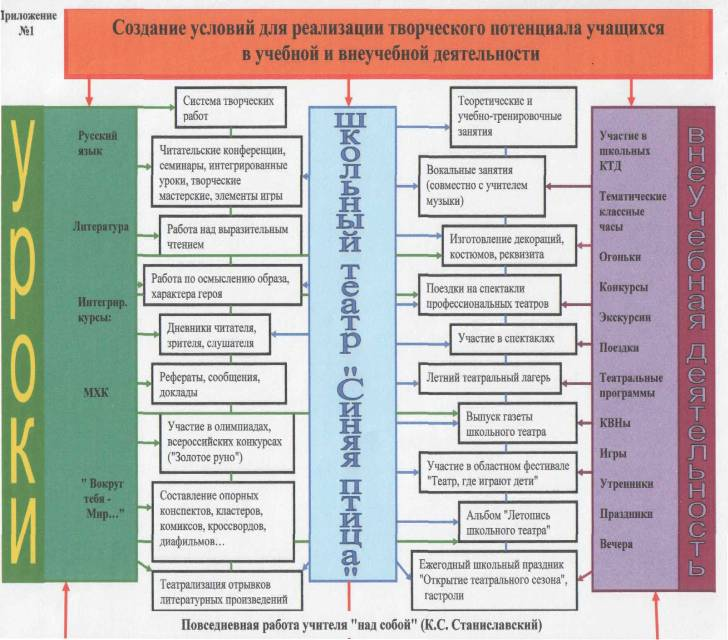 Приложение
№1
Создание условий для реализации творческого потенциала учащихся
в учебной и внеучебной деятельности
Уроки
Русский
язык
Литература
Интегрир.
курсы:
МХК
" Вокруг
тебя -
Мир..."
Система творческих
работ
Читательские конференции,
семинары, интегрированные
уроки, творческие
мастерские, элементы игры
Работа над выразительным
чтением
Работа по осмыслению образа,
характера героя
Дневники читателя,
зрителя, слушателя
Рефераты, сообщения,
доклады
Участие в олимпиадах,
всероссийских конкурсах
("Золотое руно")
Составление опорных
конспектов, кластеров,
комиксов, кроссвордов,
диафильмов...
Театрализация отрывков
литературных произведений
Школьный театр "Синяя птица"
Теоретические и
учебно-тренировочные
занятия
Вокальные занятия
(совместно с учителем
музыки)
Изготовление декораций,
костюмов, реквизита
Поездки на спектакли
профессиональных театров
Участие в спектаклях
Летний театральный лагерь
Выпуск газеты
школьного театра
Участие в областном фестивале
"Театр, где играют дети"
Альбом "Летопись
школьного театра"
Ежегодный школьный праздник
"Открытие театрального сезона",
гастроли
Участие в
школьных
КТД
Тематические
классные
часы
Огоньки
Конкурсы
Экскурсии
Поездки
Театральные
программы
КВНы
Игры
Утренники
Праздники
Вечера
Внеучебная деятельность
Повседневная работа учителя "над собой" (К.С. Станиславский)